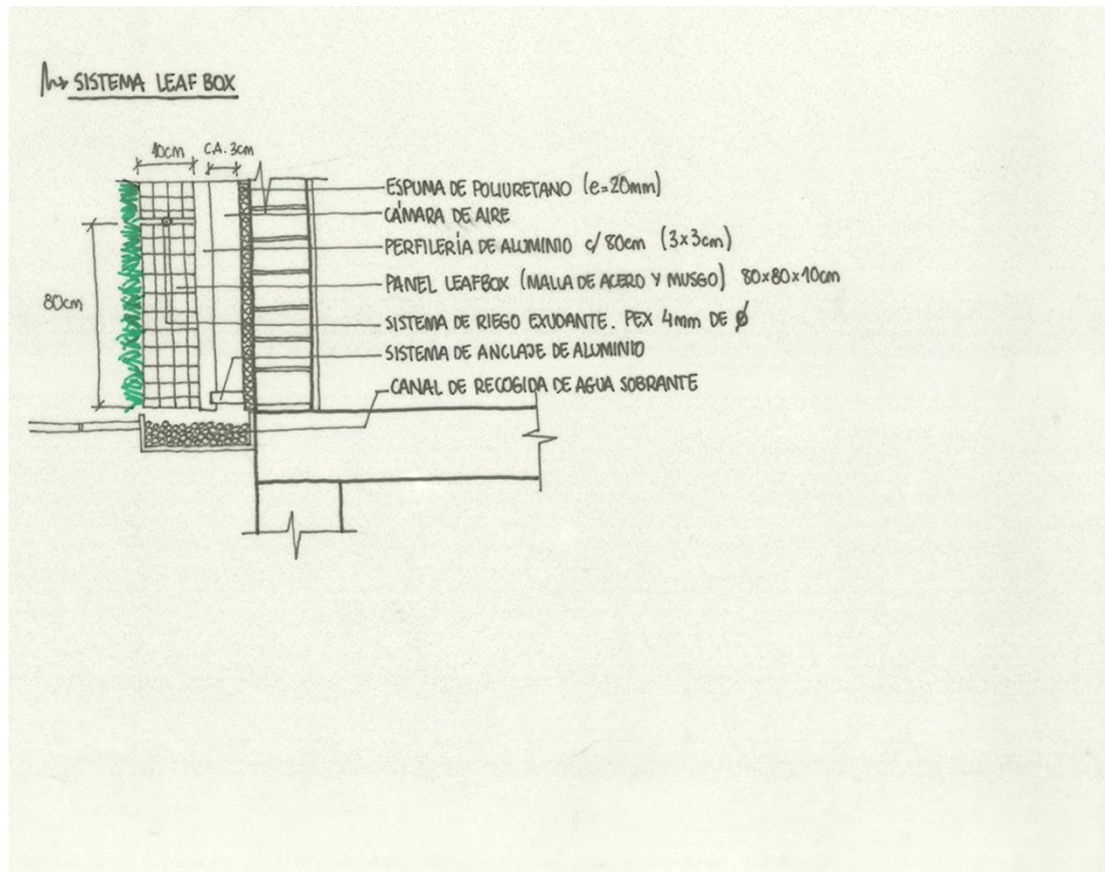 SISTEMA LEAF BOX
10cm C.A. 3cm
ESPUMA DE POLIURETANO (e=20mm)
CÁMARA DE AIRE
PERFILERÍA DE ALUMINIO c/80cm (3x3cm)
PANEL LEAFBOX (MALLA DE ACERO Y MUSGO) 80x80x10cm
80cm
SISTEMA DE RIEGO EXUDANTE. PEX 4mm DE Ø
SISTEMA DE ANCLAJE DE ALUMINIO
CANAL DE RECOGIDA DE AGUA SOBRANTE